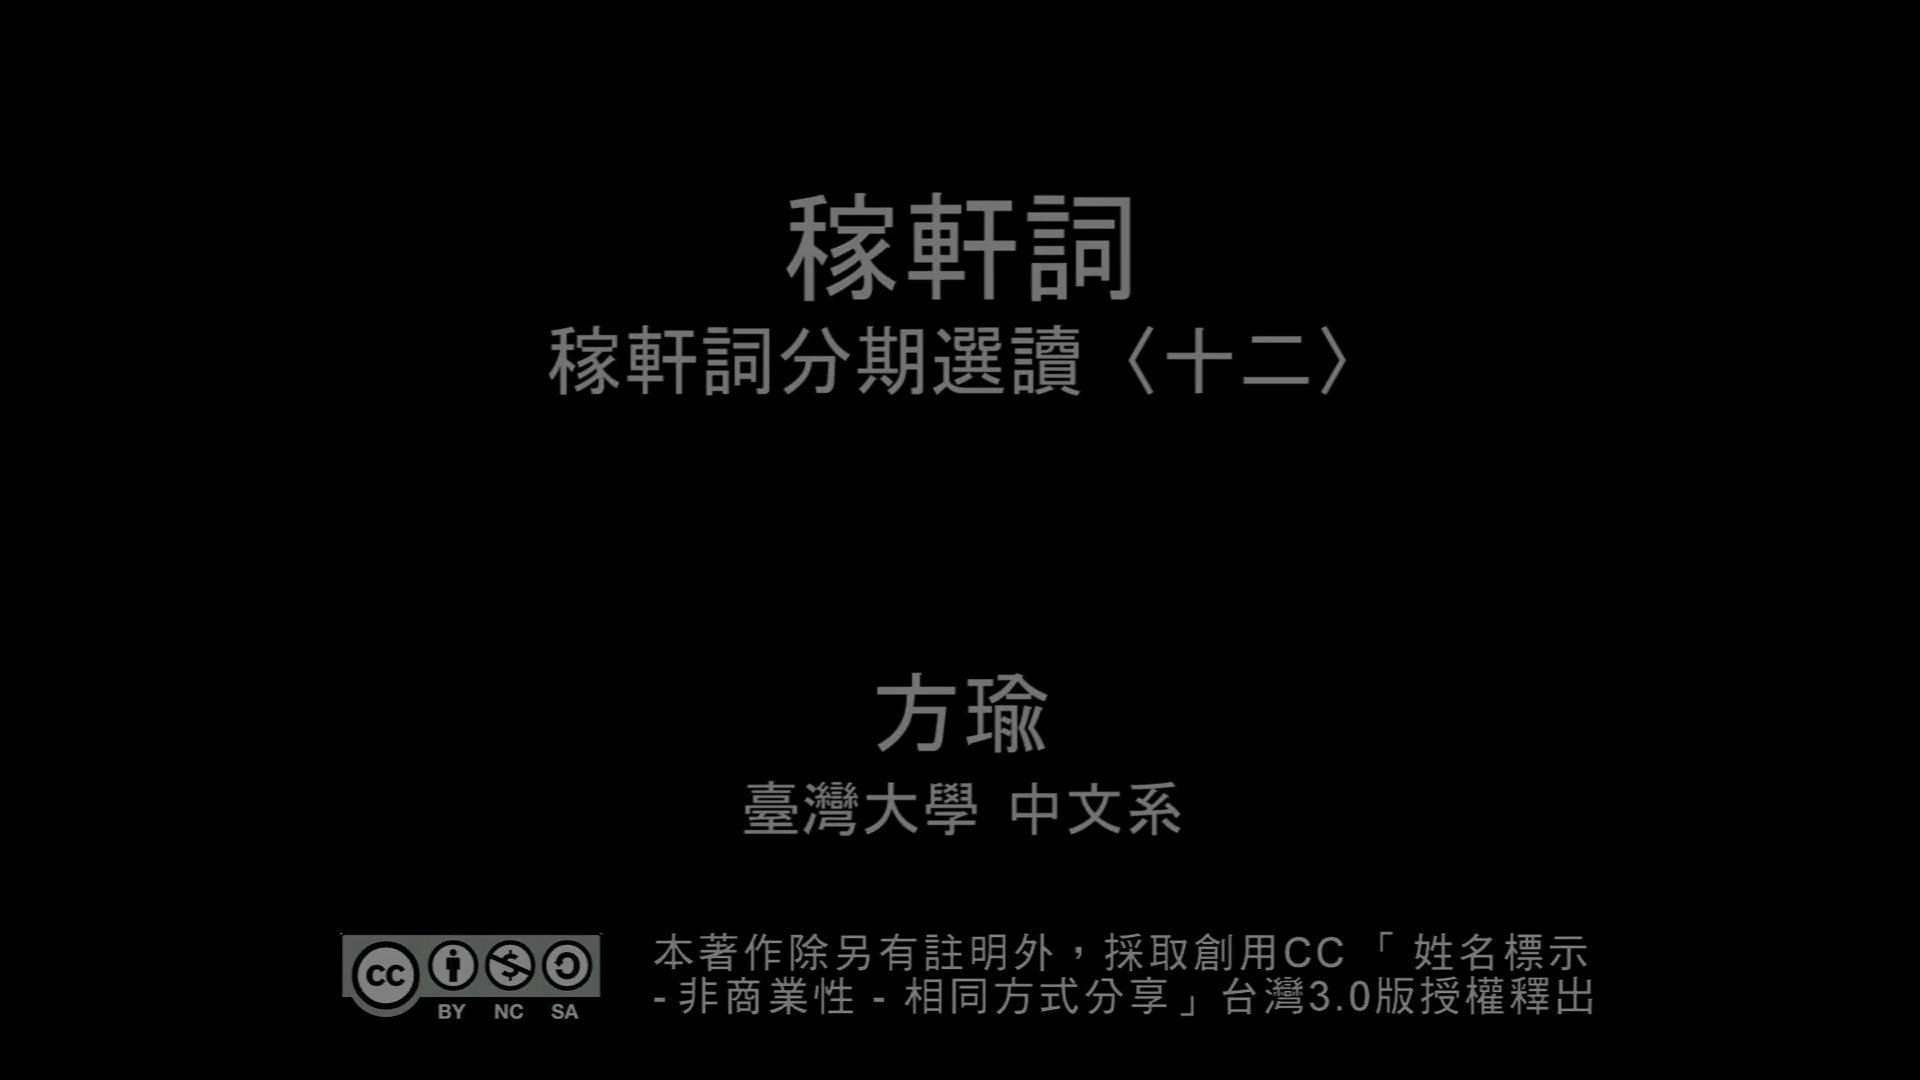 稼軒詞
稼軒詞分期選讀〈十二〉
方瑜
臺灣大學 中文系
本著作除另有註明外，採取創用CC「 姓名標示
- 非商業性 - 相同方式分享」台灣3.0版授權釋出
cc
BY NC SA